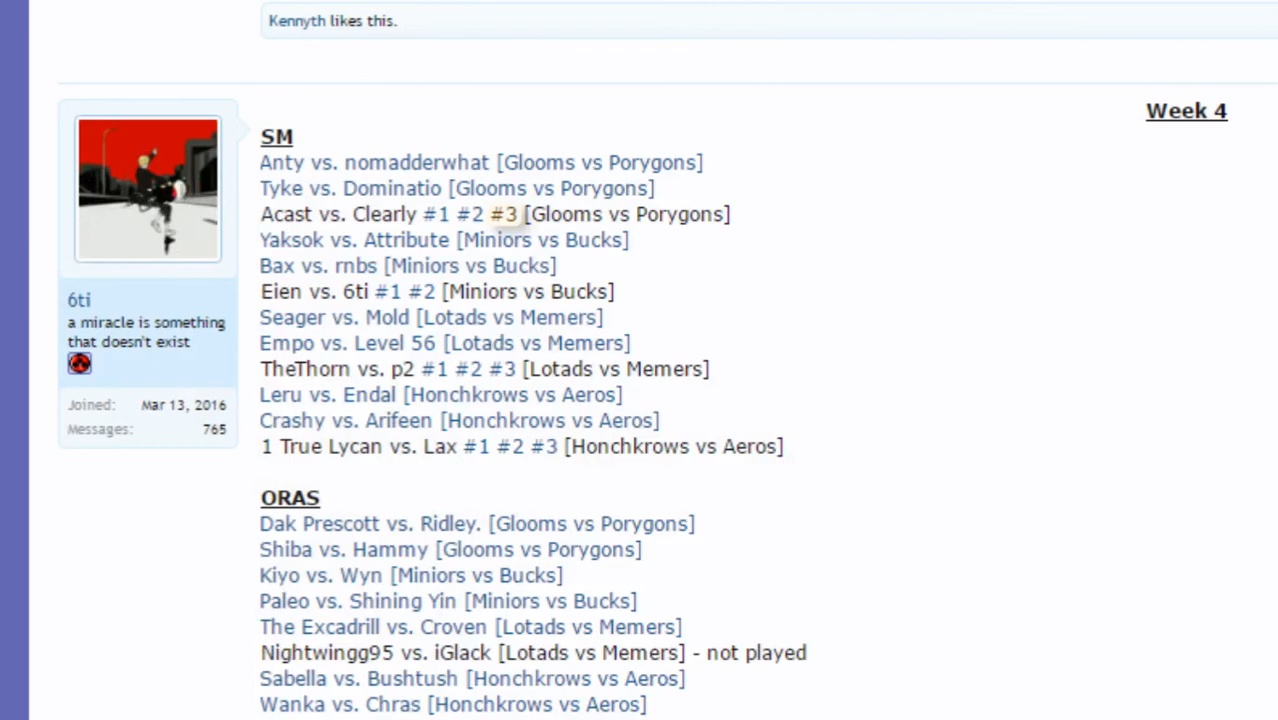 Kennyth likes this.
Week 4
SM
Anty vs. nomadderwhat [Glooms vs Porygons]
Tyke vs. Dominatio [Glooms vs Porygons]
Acast vs. Clearly #1 #2 #3 [Glooms vs Porygons]
Yaksok vs. Attribute [Miniors vs Bucks]
Bax vs. rnbs [Miniors vs Bucks]
Eien vs. 6ti #1 #2 [Miniors vs Bucks]
Seager vs. Mold [Lotads vs Memers]
Empo vs. Level 56 [Lotads vs Memers]
TheThorn vs. p2 #1 #2 #3 [Lotads vs Memers]
Leru vs. Endal [Honchkrows vs Aeros]
Crashy vs. Arifeen [Honchkrows vs Aeros]
1 True Lycan vs. Lax #1 #2 #3 [Honchkrows vs Aeros]
ORAS
Dak Prescott vs. Ridley. [Glooms vs Porygons]
Shiba vs. Hammy [Glooms vs Porygons]
Kiyo vs. Wyn [Miniors vs Bucks]
Paleo vs. Shining Yin [Miniors vs Bucks]
The Excadrill vs. Croven [Lotads vs Memers]
Nightwingg95 vs. iGlack [Lotads vs Memers] - not played
Sabella vs. Bushtush [Honchkrows vs Aeros]
Wanka vs. Chras [Honchkrows vs Aeros]
6ti
a miracle is something
that doesn't exist
Joined: Mar 13, 2016
Messages: 765